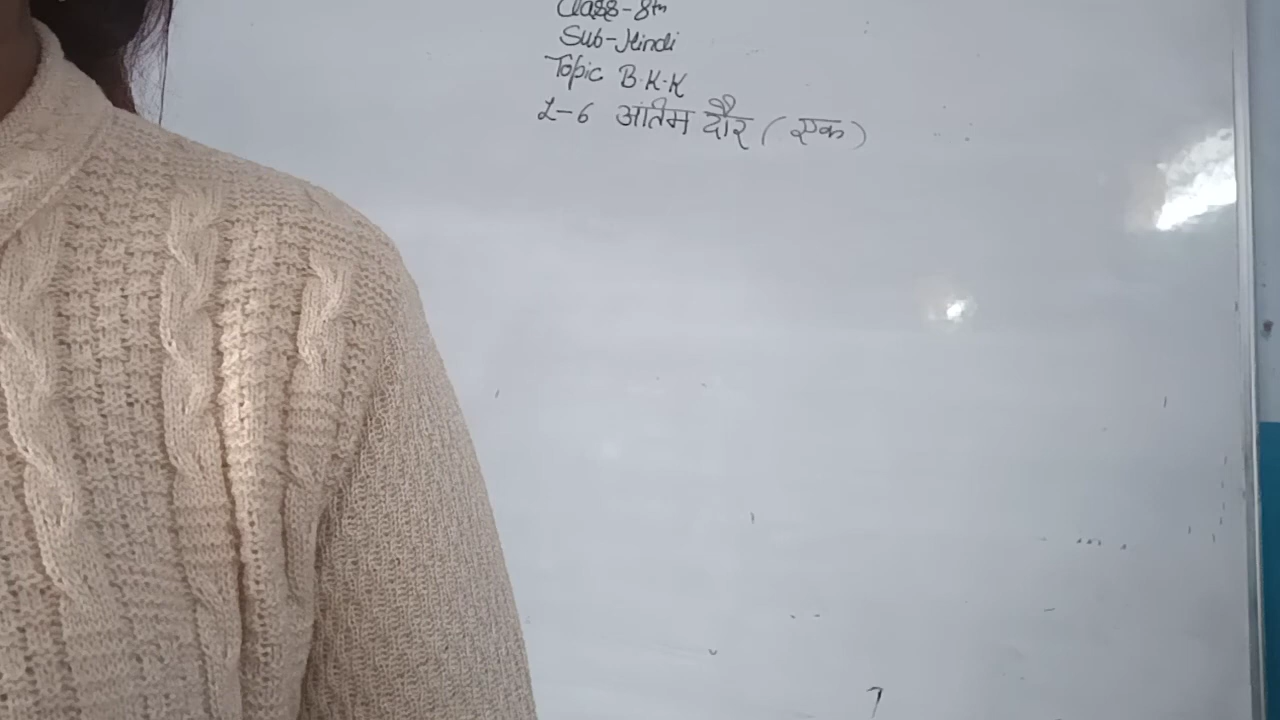 Class-8th
Sub-Hindi
Topic B.K.K
L-6 अंतिम दौर (एक)